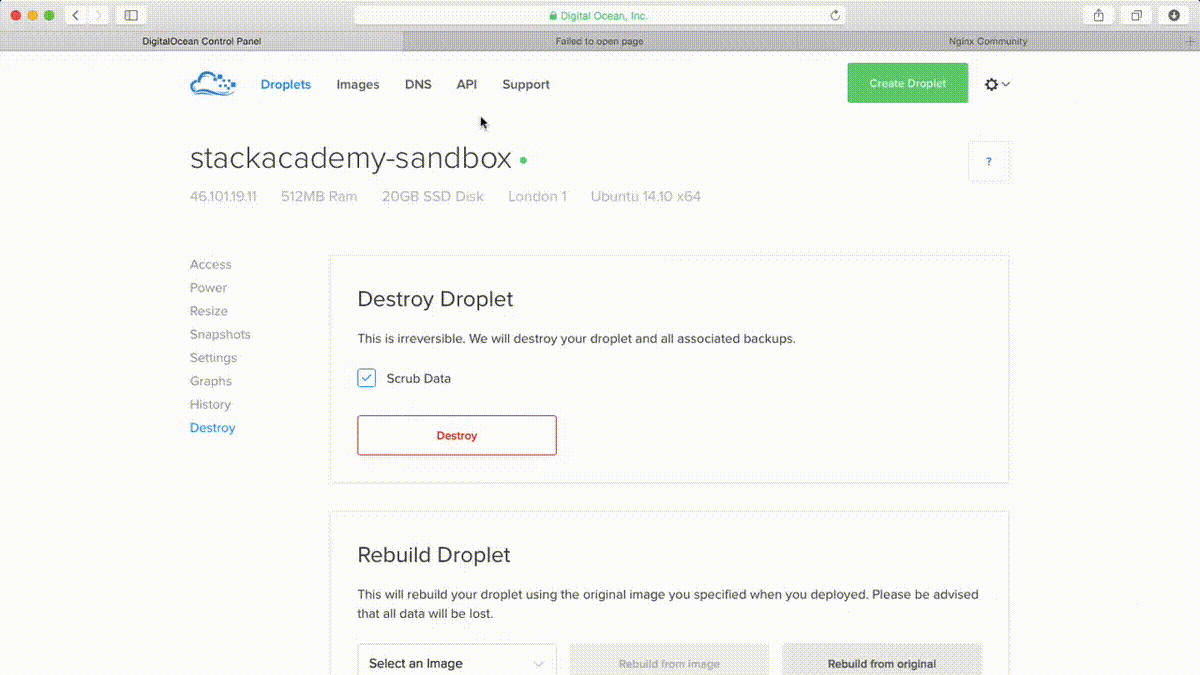 Digital Ocean, Inc.
DigitalOcean Control Panel
Failed to open page
Nginx Community
Droplets
Images
DNS
API
Support
Create Droplet
stackacademy-sandbox
?
46.101.19.11
512MB Ram
20GB SSD Disk
London 1
Ubuntu 14.10 x64
Access
Power
Resize
Snapshots
Settings
Graphs
History
Destroy
Destroy Droplet
This is irreversible. We will destroy your droplet and all associated backups.
Scrub Data
Destroy
Rebuild Droplet
This will rebuild your droplet using the original image you specified when you deployed. Please be advised
that all data will be lost.
Select an Image
Rebuild from image
Rebuild from original